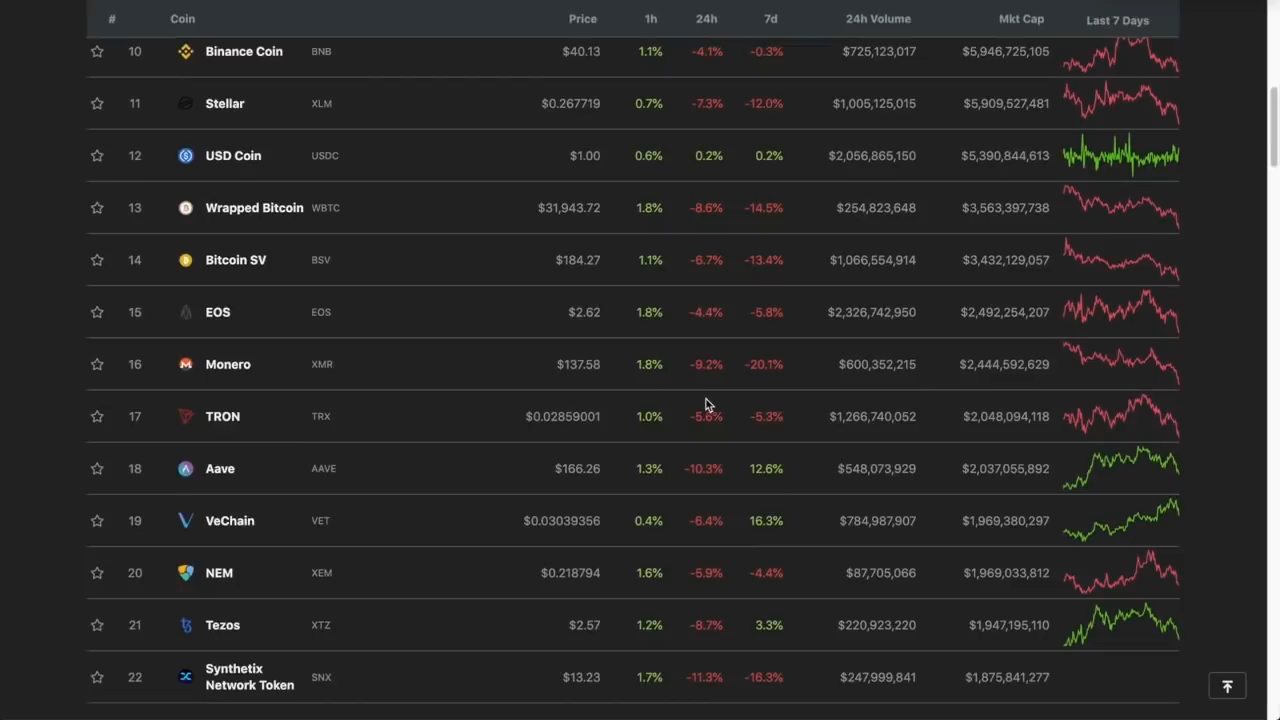 # Coin Price 1h 24h 7d 24h Volume Mkt Cap Last 7 Days
10 Binance Coin BNB $40.13 1.1% -4.1% -0.3% $725,123,017 $5,946,725,105
11 Stellar XLM $0.267719 0.7% -7.3% -12.0% $1,005,125,015 $5,909,527,481
12 USD Coin USDC $1.00 0.6% 0.2% 0.2% $2,056,865,150 $5,390,844,613
13 Wrapped Bitcoin WBTC $31,943.72 1.8% -8.6% -14.5% $254,823,648 $3,563,397,738
14 Bitcoin SV BSV $184.27 1.1% -6.7% -13.4% $1,066,554,914 $3,432,129,057
15 EOS EOS $2.62 1.8% -4.4% -5.8% $2,326,742,950 $2,492,254,207
16 Monero XMR $137.58 1.8% -9.2% -20.1% $600,352,215 $2,444,592,629
17 TRON TRX $0.02859001 1.0% -5.6% -5.3% $1,266,740,052 $2,048,094,118
18 Aave AAVE $166.26 1.3% -10.3% 12.6% $548,073,929 $2,037,055,892
19 VeChain VET $0.03039356 0.4% -6.4% 16.3% $784,987,907 $1,969,380,297
20 NEM XEM $0.218794 1.6% -5.9% -4.4% $87,705,066 $1,969,033,812
21 Tezos XTZ $2.57 1.2% -8.7% 3.3% $220,923,220 $1,947,195,110
22 Synthetix Network Token SNX $13.23 1.7% -11.3% -16.3% $247,999,841 $1,875,841,277